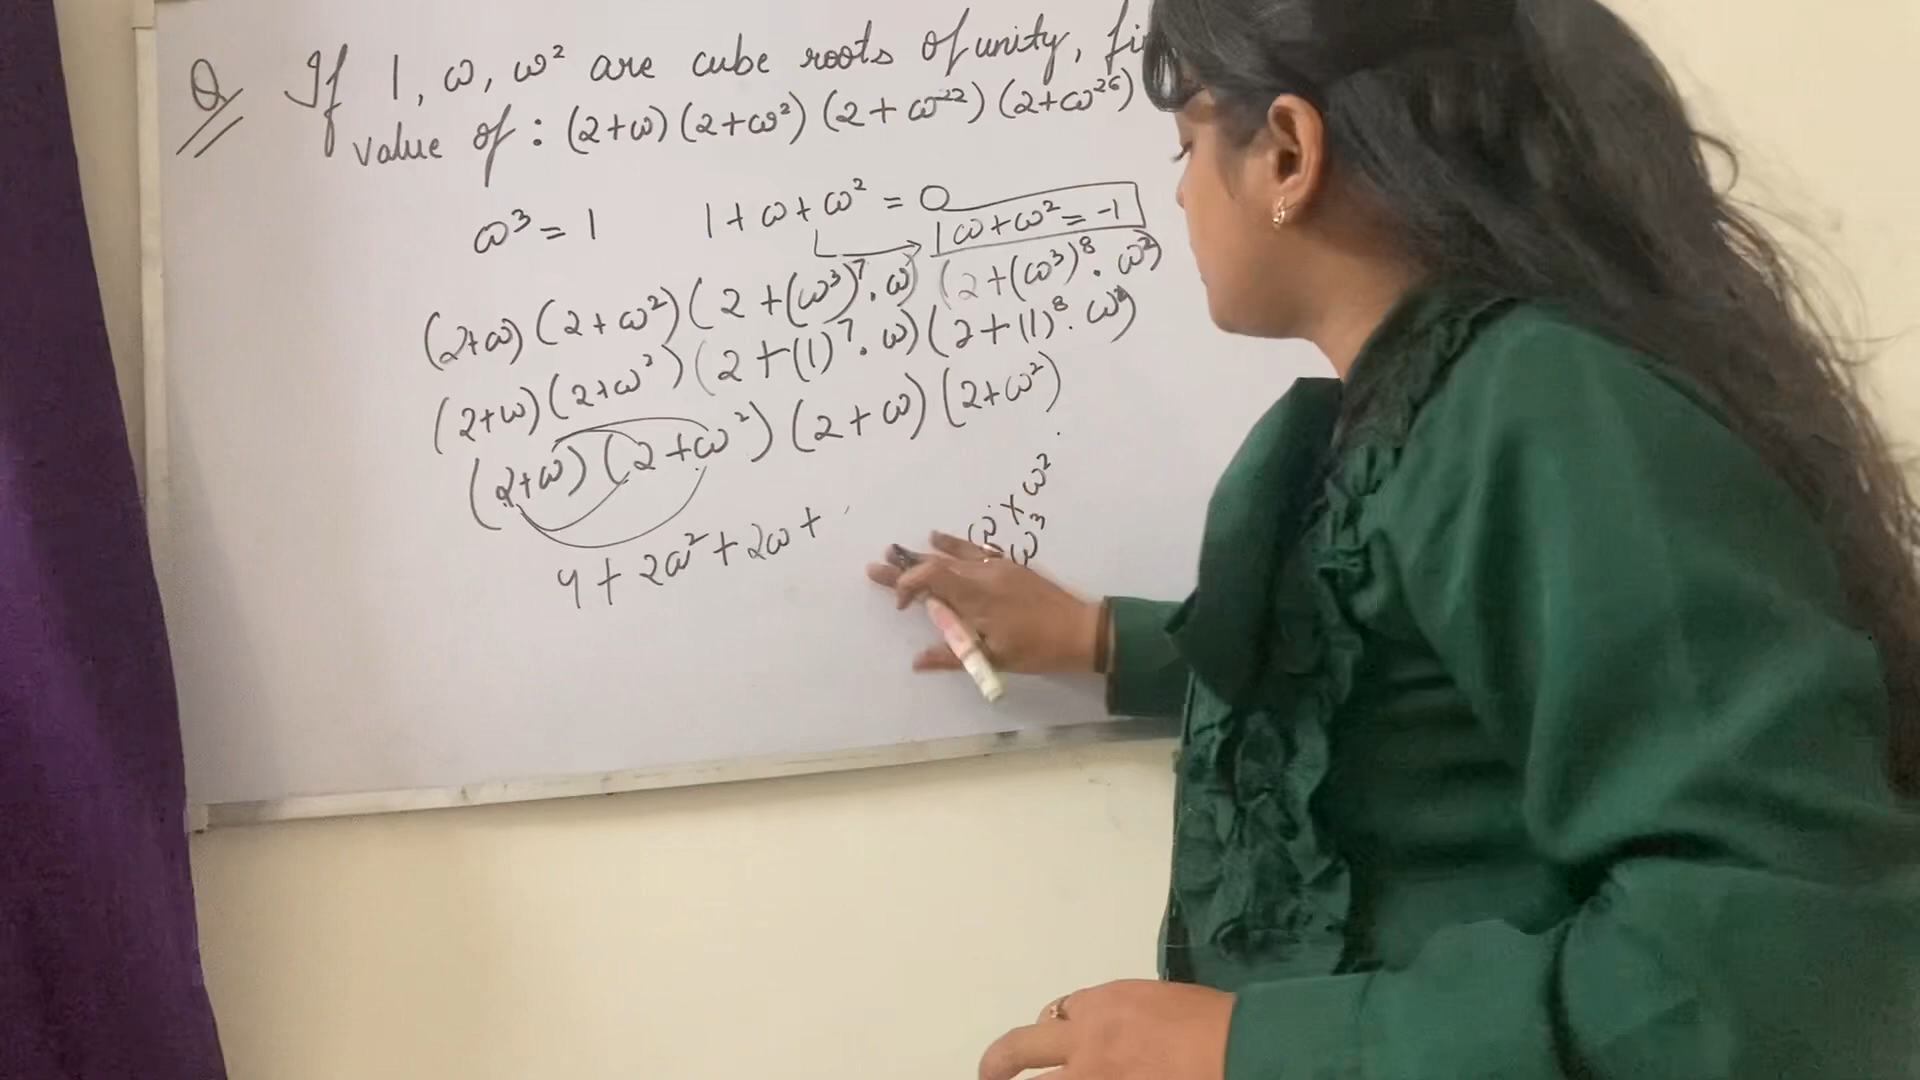 Q If 1, ω, ω² are cube roots of unity, fi
value of : (2+ω) (2+ω²) (2+ω²²) (2+ω²⁶)
ω³ = 1 1+ω+ω² = 0
ω+ω² = -1
(2+ω) (2+ω²) (2+(ω³)⁷.ω) (2+(ω³)⁸.ω²)
(2+ω) (2+ω²) (2+(1)⁷.ω) (2+(1)⁸.ω²)
(2+ω) (2+ω²) (2+ω) (2+ω²)
ω×ω²
ω³
4+2ω²+2ω+